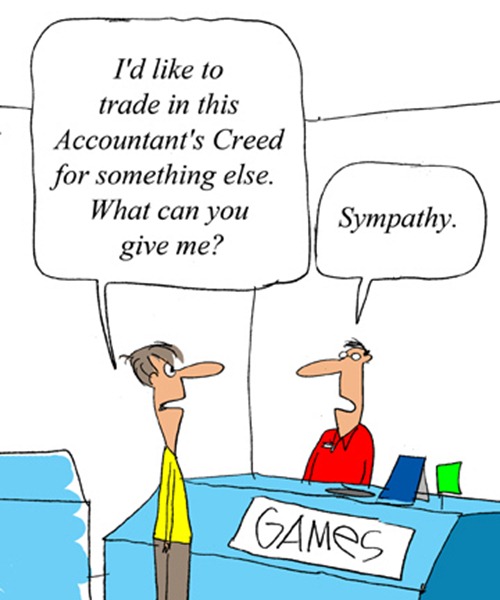 I'd like to
trade in this
Accountant's Creed
for something else.
What can you
give me?
Sympathy.
GAMES